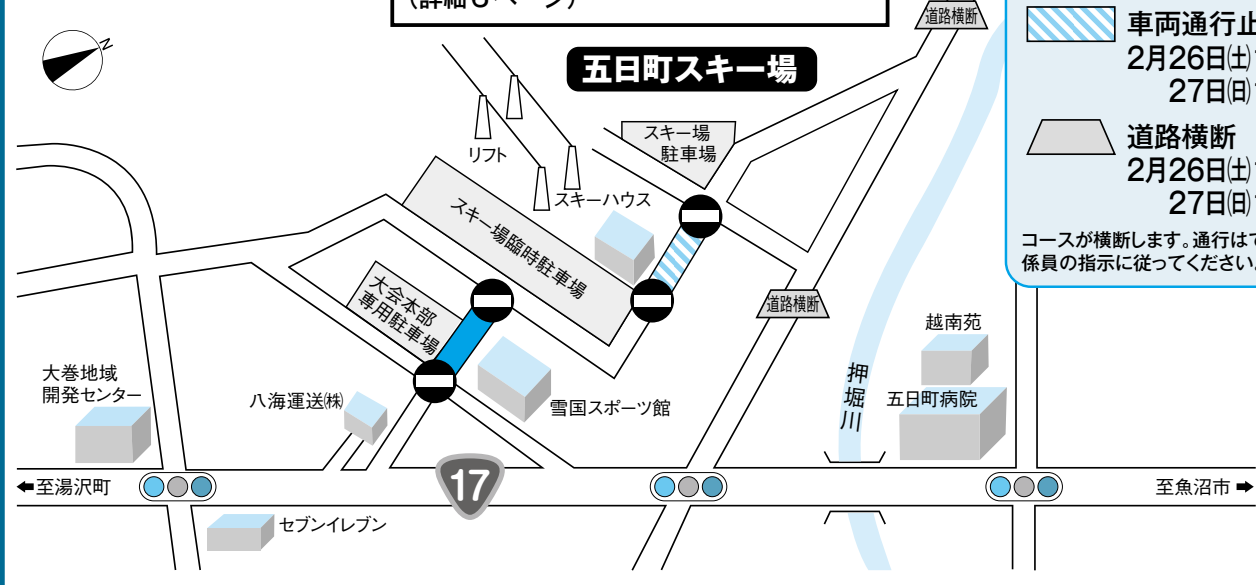 道路横断
車両通行止
2月26日㈯
27日㈰
道路横断
2月26日㈯
27日㈰
コースが横断します。通行はで
係員の指示に従ってください。
N
五日町スキー場
スキー場
駐車場
リフト
スキーハウス
スキー場臨時駐車場
大会本部
専用駐車場
道路横断
越南苑
大巻地域
開発センター
八海運送㈱
雪国スポーツ館
押堀川
五日町病院
17
至湯沢町
至魚沼市
セブンイレブン